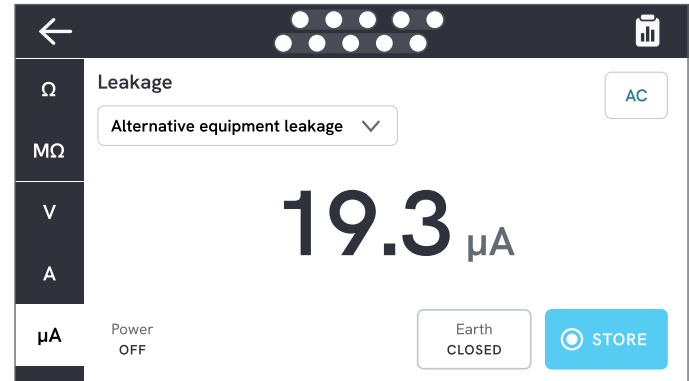 Ω
MΩ
V
A
µA
Leakage
AC
Alternative equipment leakage
19.3 µA
Power
OFF
Earth
CLOSED
STORE